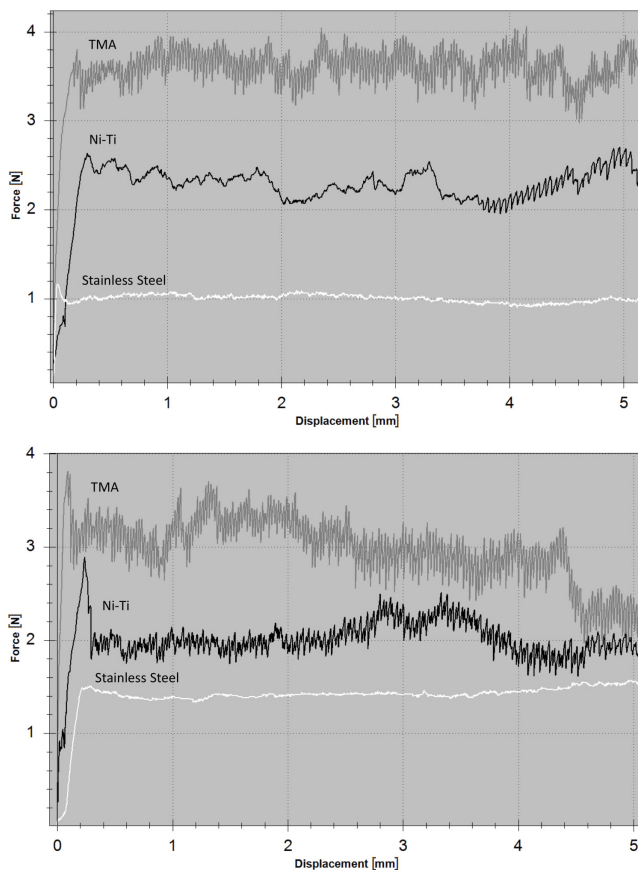 4
TMA
3
Ni-Ti
Force [N]
2
Stainless Steel
1
0 1 2 3 4 5
Displacement [mm]
4
TMA
3
Ni-Ti
Force [N]
2
Stainless Steel
1
0 1 2 3 4 5
Displacement [mm]